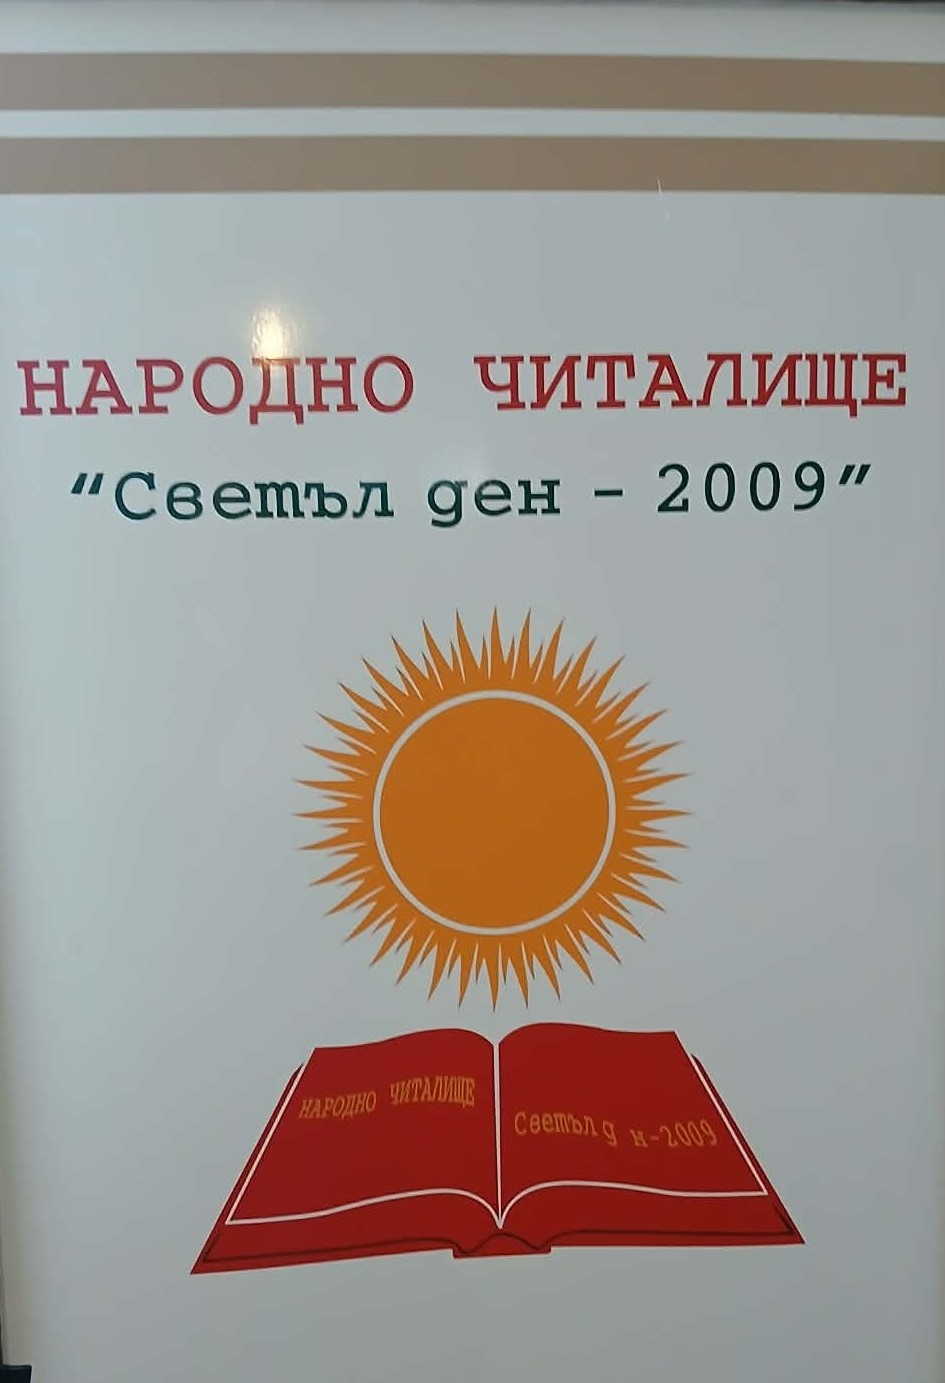 НАРОДНО ЧИТАЛИЩЕ
“Светъл ден - 2009”
НАРОДНО ЧИТАЛИЩЕ
Светъл д н-2009